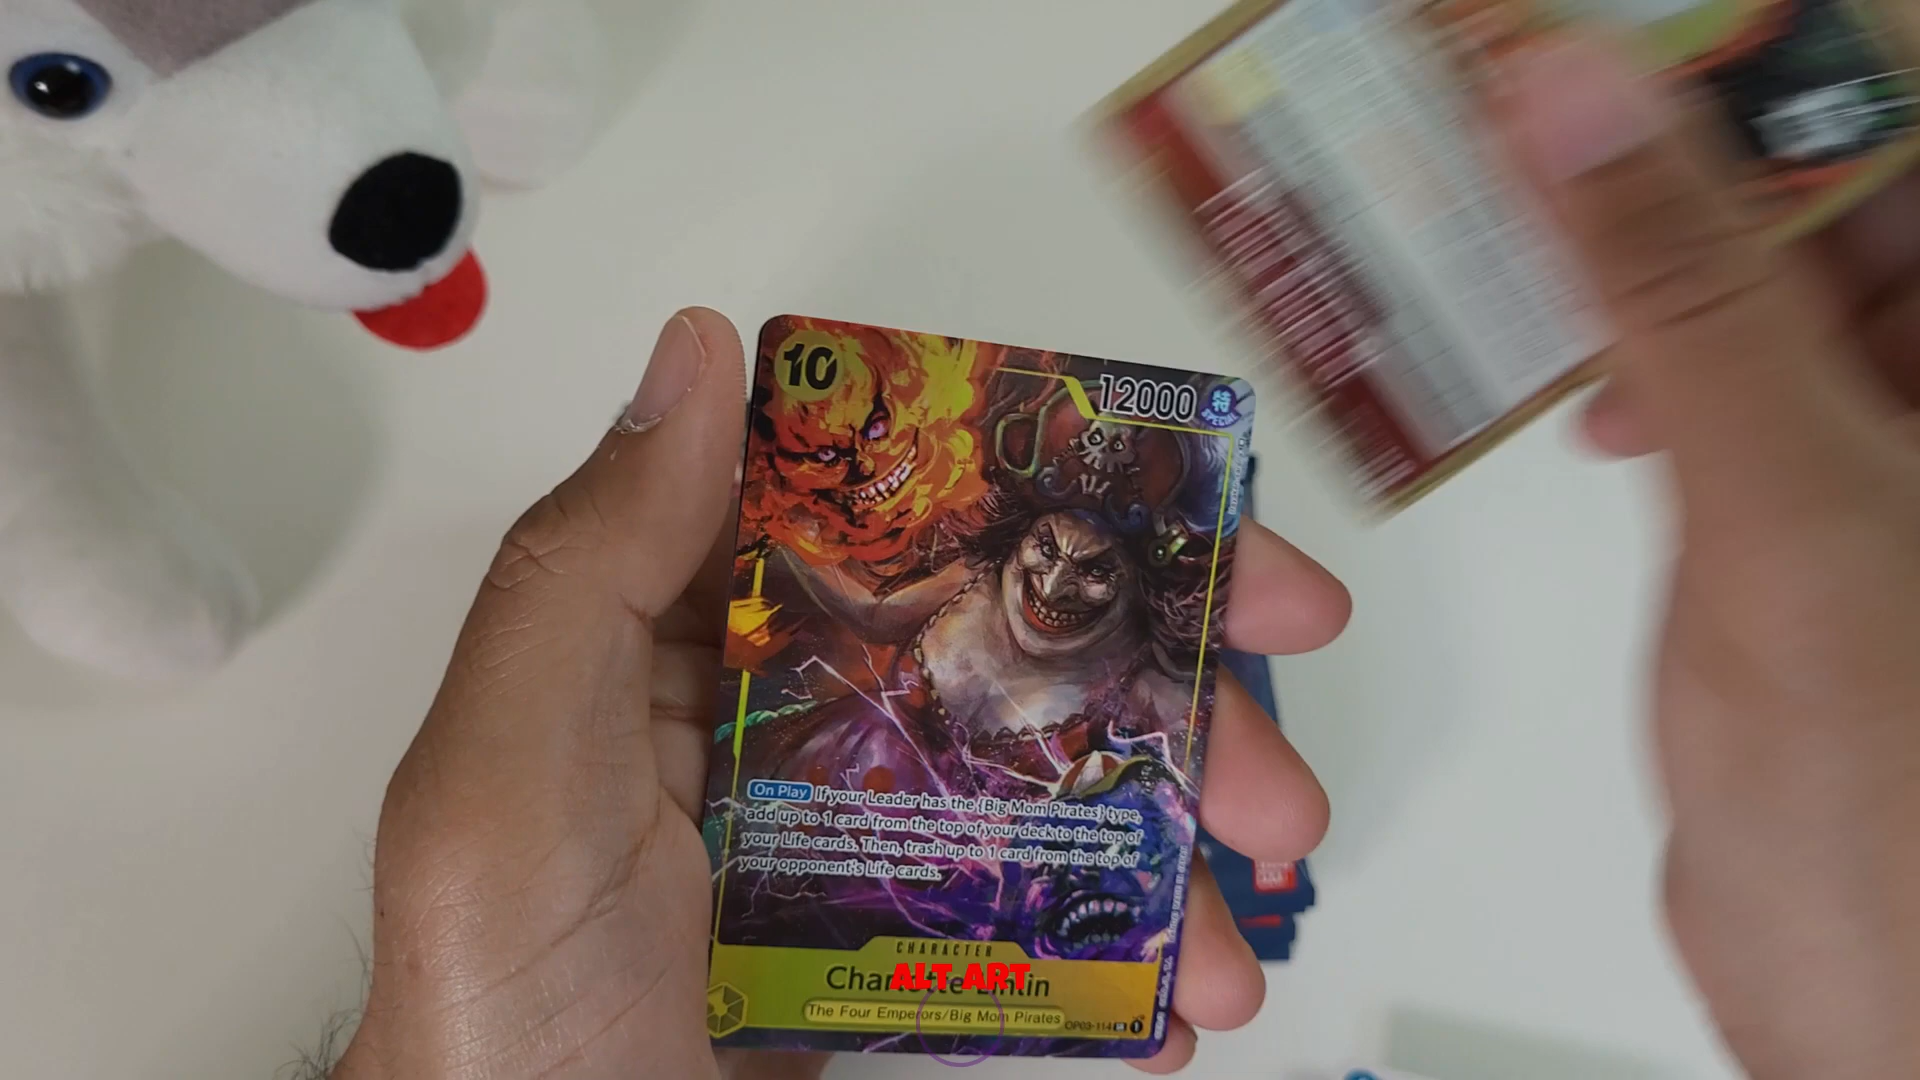 10
12000
特
SPECIAL
On Play If your Leader has the {Big Mom Pirates} type,
add up to 1 card from the top of your deck to the top of
your Life cards. Then, trash up to 1 card from the top of
your opponent's Life cards.
CHARACTER
Charlotte Linlin
ALT ART
The Four Emperors/Big Mom Pirates
OP03-114 SR